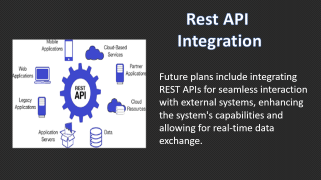 Rest API
Integration
Future plans include integrating
REST APIs for seamless interaction
with external systems, enhancing
the system's capabilities and
allowing for real-time data
exchange.
Mobile
Applications
Cloud-Based
Services
Web
Applications
Partner
Applications
REST
API
Legacy
Applications
Cloud
Resources
Application
Servers
Data